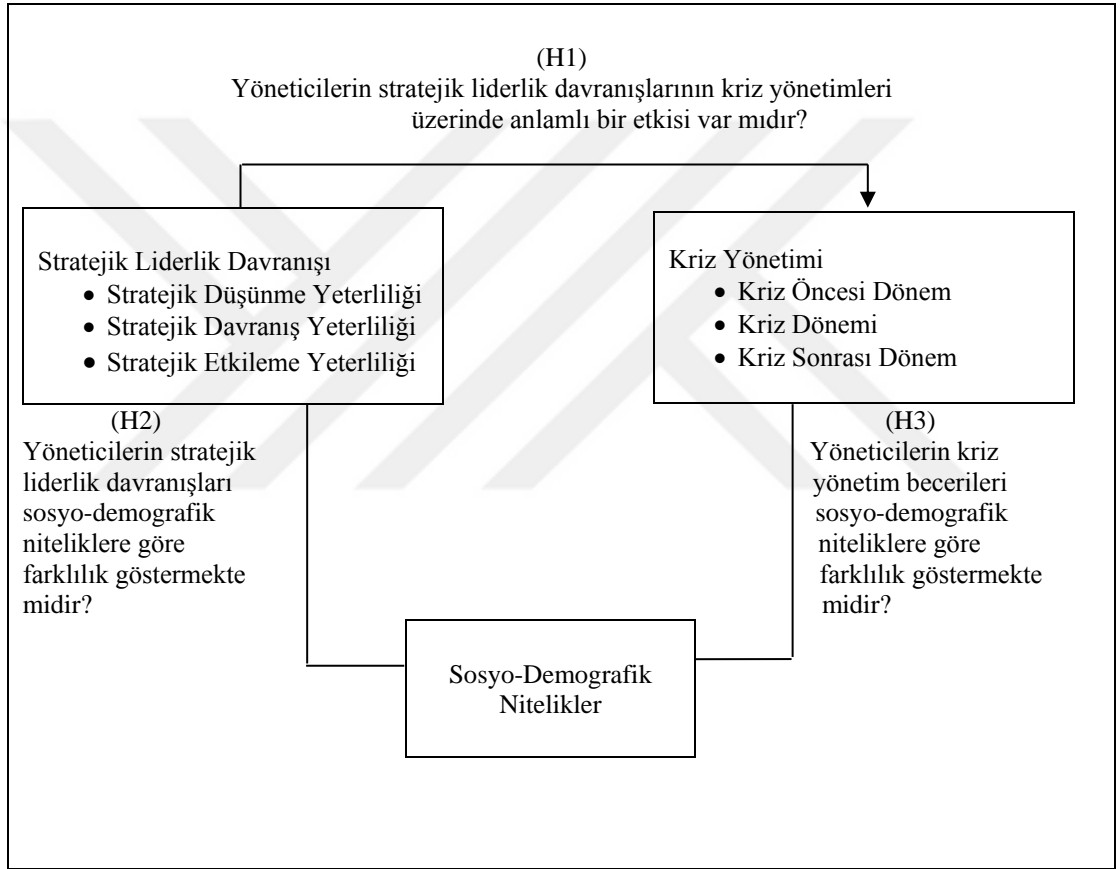 (H1)
Yöneticilerin stratejik liderlik davranışlarının kriz yönetimleri
üzerinde anlamlı bir etkisi var mıdır?
Stratejik Liderlik Davranışı
• Stratejik Düşünme Yeterliliği
• Stratejik Davranış Yeterliliği
• Stratejik Etkileme Yeterliliği
Kriz Yönetimi
• Kriz Öncesi Dönem
• Kriz Dönemi
• Kriz Sonrası Dönem
(H2)
Yöneticilerin stratejik
liderlik davranışları
sosyo-demografik
niteliklere göre
farklılık göstermekte
midir?
(H3)
Yöneticilerin kriz
yönetim becerileri
sosyo-demografik
niteliklere göre
farklılık göstermekte
midir?
Sosyo-Demografik
Nitelikler